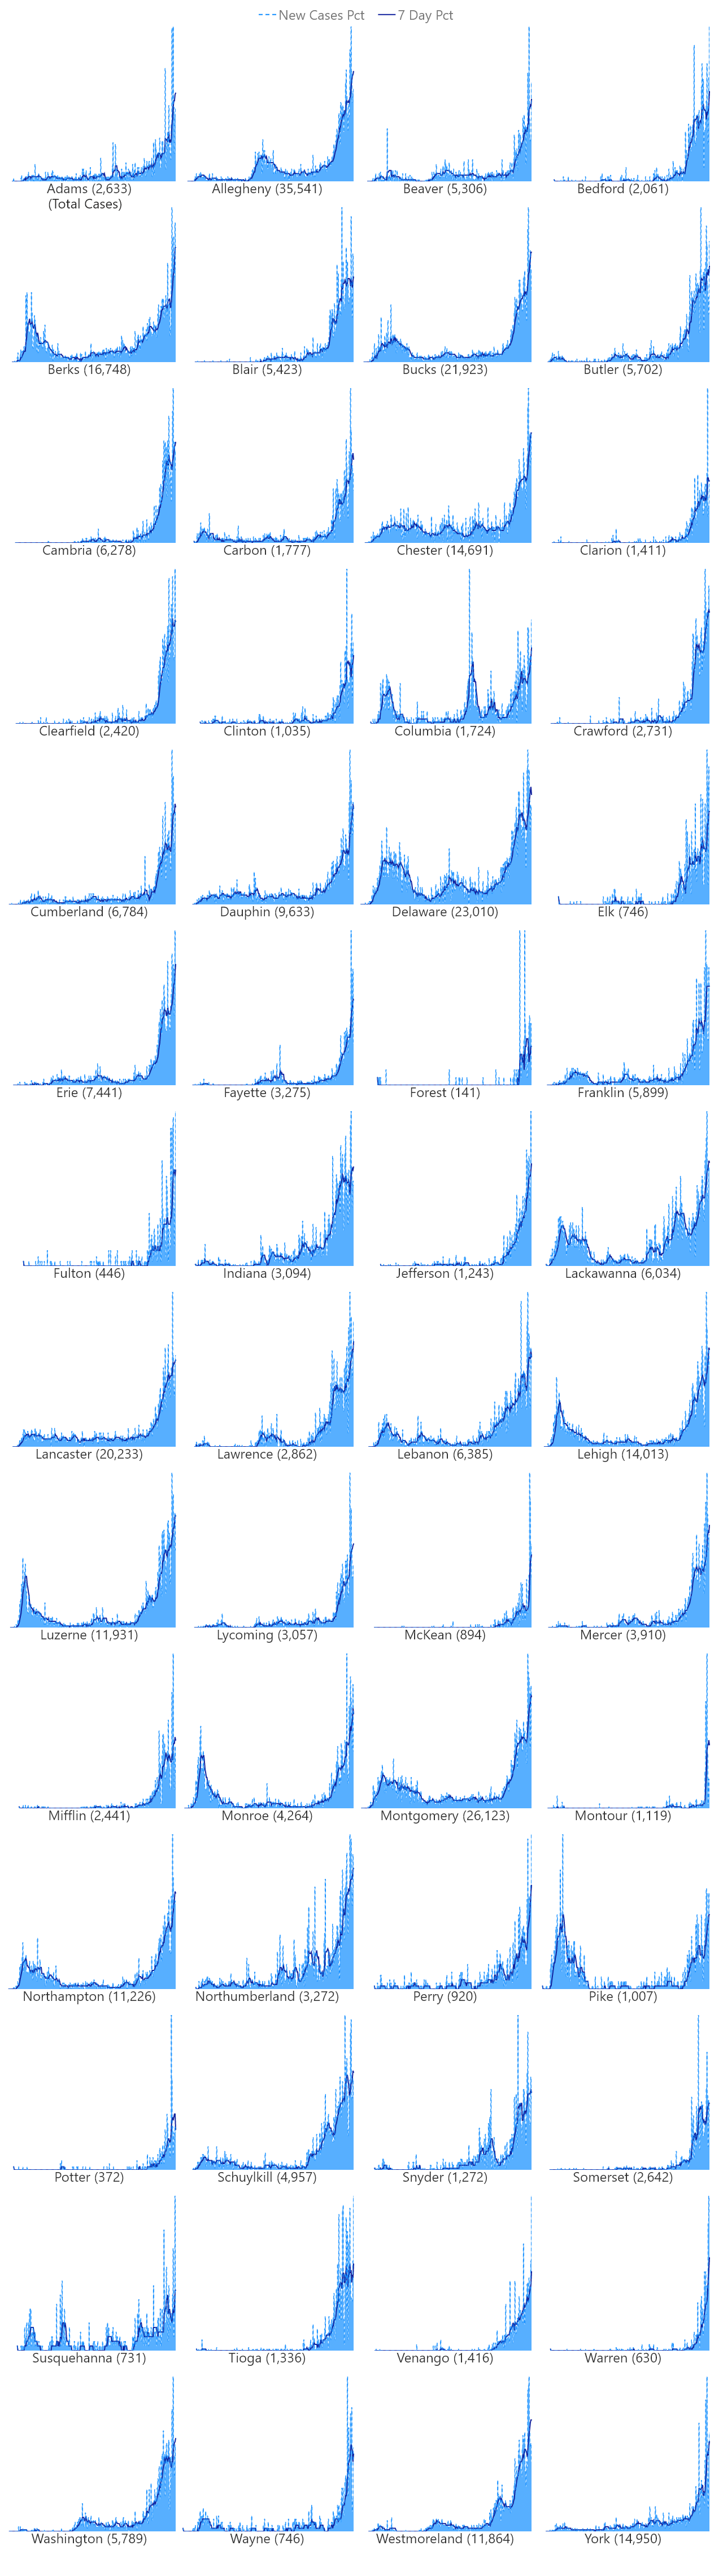 New Cases Pct 7 Day Pct
Adams (2,633) Allegheny (35,541) Beaver (5,306) Bedford (2,061)
(Total Cases)
Berks (16,748) Blair (5,423) Bucks (21,923) Butler (5,702)
Cambria (6,278) Carbon (1,777) Chester (14,691) Clarion (1,411)
Clearfield (2,420) Clinton (1,035) Columbia (1,724) Crawford (2,731)
Cumberland (6,784) Dauphin (9,633) Delaware (23,010) Elk (746)
Erie (7,441) Fayette (3,275) Forest (141) Franklin (5,899)
Fulton (446) Indiana (3,094) Jefferson (1,243) Lackawanna (6,034)
Lancaster (20,233) Lawrence (2,862) Lebanon (6,385) Lehigh (14,013)
Luzerne (11,931) Lycoming (3,057) McKean (894) Mercer (3,910)
Mifflin (2,441) Monroe (4,264) Montgomery (26,123) Montour (1,119)
Northampton (11,226) Northumberland (3,272) Perry (920) Pike (1,007)
Potter (372) Schuylkill (4,957) Snyder (1,272) Somerset (2,642)
Susquehanna (731) Tioga (1,336) Venango (1,416) Warren (630)
Washington (5,789) Wayne (746) Westmoreland (11,864) York (14,950)